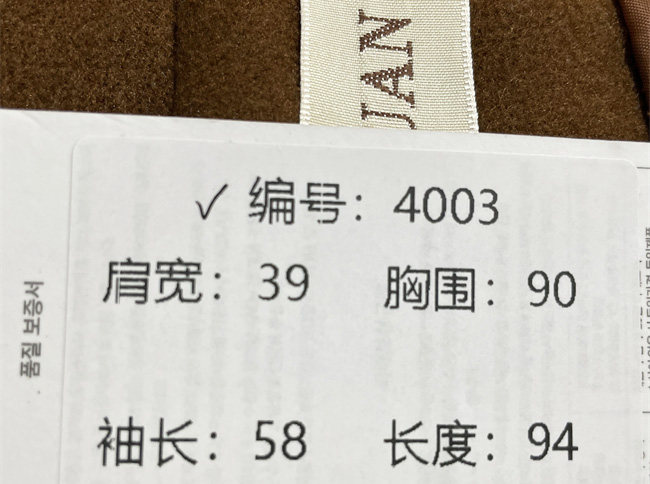 JAN
✓ 编号：4003
肩宽：39 胸围：90
袖长：58 长度：94
품질 보증서